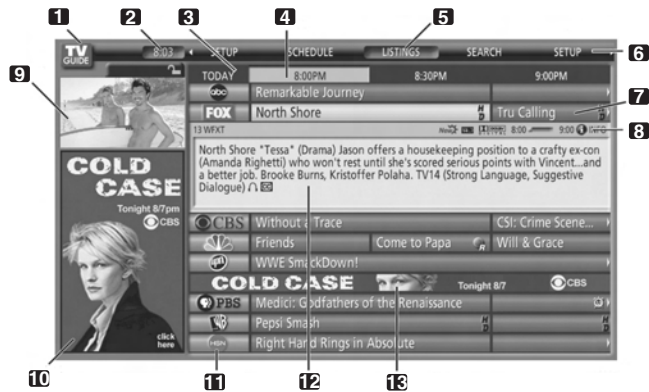 1 2 3 4 5
TV
GUIDE
8:03
SETUP SCHEDULE LISTINGS SEARCH SETUP
6
9
TODAY 8:00PM 8:30PM 9:00PM
abc Remarkable Journey
FOX North Shore HD Tru Calling
7
13 WFXT New 8:00 9:00
8
North Shore "Tessa" (Drama) Jason offers a housekeeping position to a crafty ex-con
(Amanda Righetti) who won't rest until she's scored serious points with Vincent...and
a better job. Brooke Burns, Kristoffer Polaha. TV14 (Strong Language, Suggestive
Dialogue) CC
COLD
CASE
Tonight 8/7pm
CBS
CBS Without a Trace CSI: Crime Scene...
Friends Come to Papa R Will & Grace
WWE SmackDown!
COLD CASE Tonight 8/7 CBS
PBS Medici: Godfathers of the Renaissance
WB Pepsi Smash HD HD
HSN Right Hand Rings in Absolute
click
here
10 11 12 13